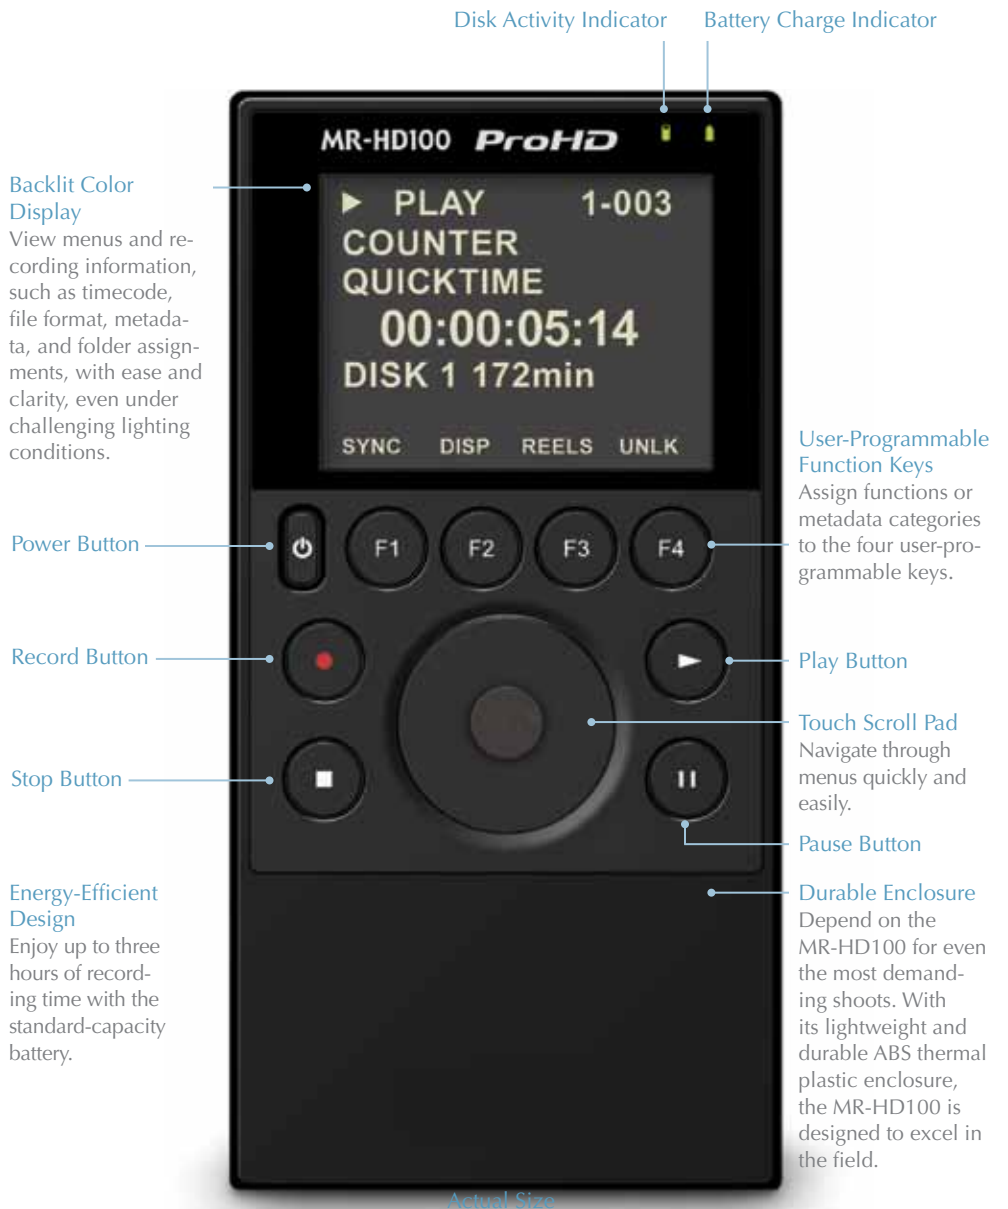 Disk Activity Indicator
Battery Charge Indicator
MR-HD100 ProHD
Backlit Color
Display
View menus and re-
cording information,
such as timecode,
file format, metada-
ta, and folder assign-
ments, with ease and
clarity, even under
challenging lighting
conditions.
PLAY 1-003
COUNTER
QUICKTIME
00:00:05:14
DISK 1 172min
SYNC DISP REELS UNLK
User-Programmable
Function Keys
Assign functions or
metadata categories
to the four user-pro-
grammable keys.
Power Button
F1 F2 F3 F4
Record Button
Play Button
Touch Scroll Pad
Navigate through
menus quickly and
easily.
Stop Button
Pause Button
Energy-Efficient
Design
Enjoy up to three
hours of record-
ing time with the
standard-capacity
battery.
Durable Enclosure
Depend on the
MR-HD100 for even
the most demand-
ing shoots. With
its lightweight and
durable ABS thermal
plastic enclosure,
the MR-HD100 is
designed to excel in
the field.
Actual Size